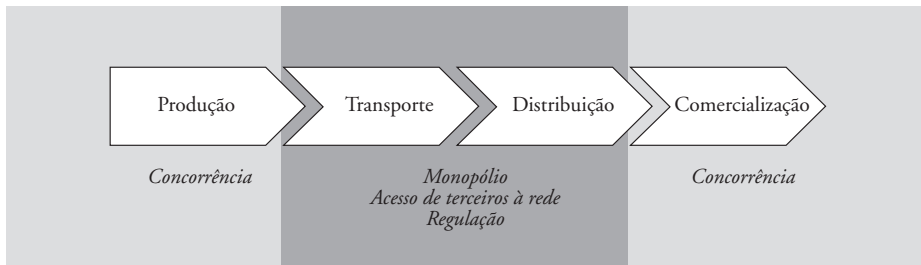 Produção
Transporte
Distribuição
Comercialização
Concorrência
Monopólio
Acesso de terceiros à rede
Regulação
Concorrência